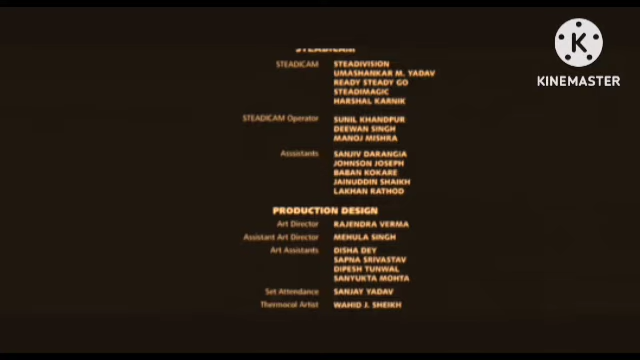 STEADICAM
STEADICAM STEADIVISION
UMASHANKAR M. YADAV
READY STEADY GO
STEADIMAGIC
HARSHAL KARNIK
STEADICAM Operator SUNIL KHANDPUR
DEEWAN SINGH
MANOJ MISHRA
Assistants SANJIV DARANGIA
JOHNSON JOSEPH
BABAN KOKARE
JAINUDDIN SHAIKH
LAKHAN RATHOD
PRODUCTION DESIGN
Art Director RAJENDRA VERMA
Assistant Art Director MEHULA SINGH
Art Assistants DISHA DEY
SAPNA SRIVASTAV
DIPESH TUNWAL
SANYUKTA MOHTA
Set Attendance SANJAY YADAV
Thermocol Artist WAHID J. SHEIKH
K
KINEMASTER